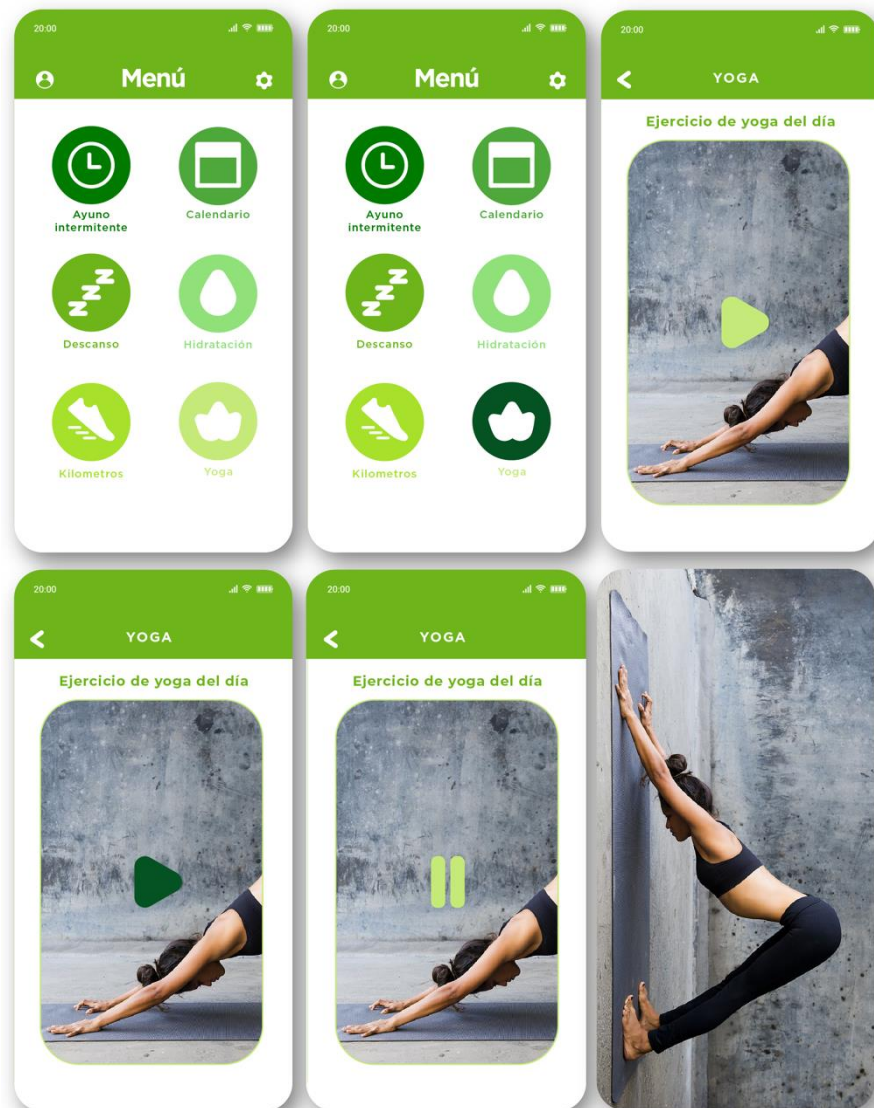 20:00
Menú
Ayuno
intermitente
Calendario
Descanso
Hidratación
Kilometros
Yoga
20:00
Menú
Ayuno
intermitente
Calendario
Descanso
Hidratación
Kilometros
Yoga
20:00
YOGA
Ejercicio de yoga del día
20:00
YOGA
Ejercicio de yoga del día
20:00
YOGA
Ejercicio de yoga del día